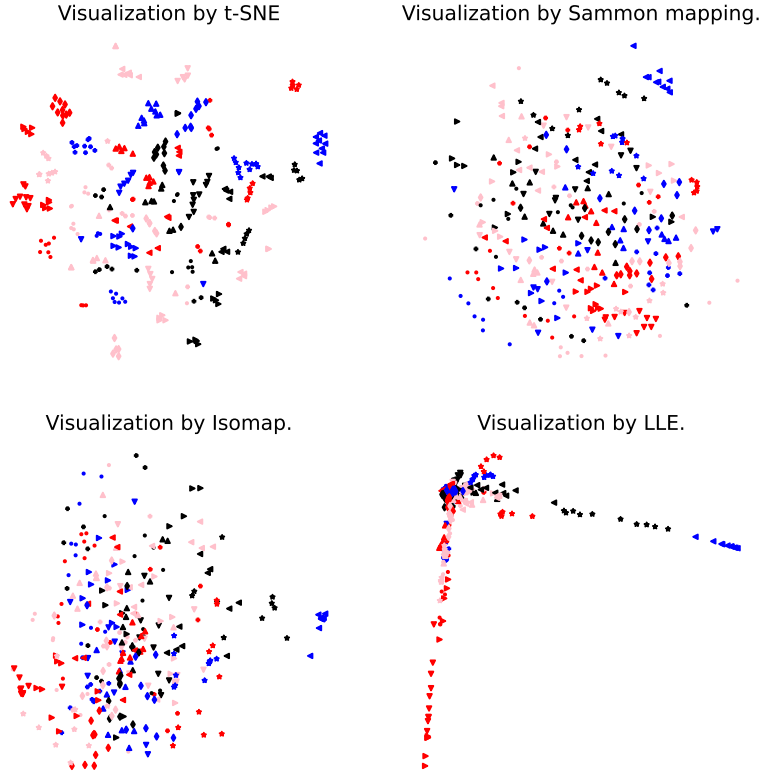 Visualization by t-SNE
Visualization by Sammon mapping.
Visualization by Isomap.
Visualization by LLE.